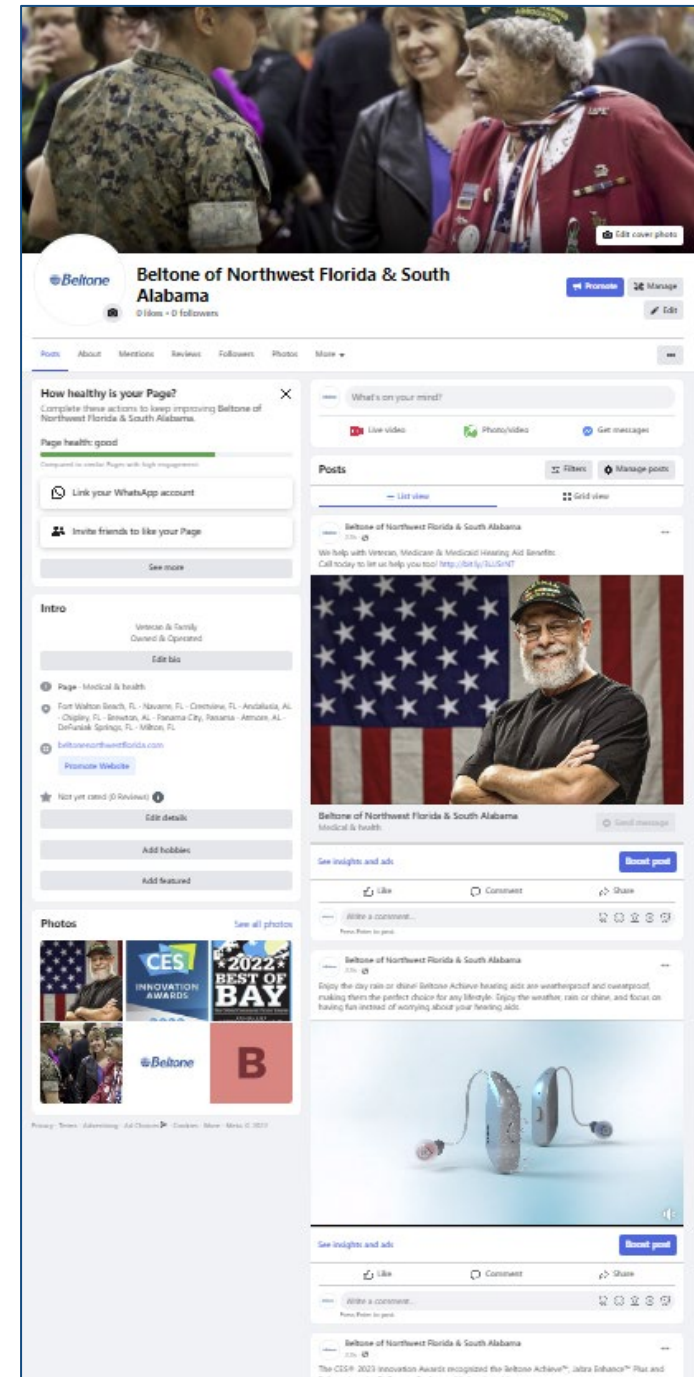 Edit cover photo
Beltone
Beltone of Northwest Florida & South
Alabama
0 likes • 0 followers
Promote
Manage
Edit
Posts
About
Mentions
Reviews
Followers
Photos
More
How healthy is your Page?
Complete these actions to keep improving Beltone of
Northwest Florida & South Alabama.
Page health: good
Compared to similar Pages with high engagement
Link your WhatsApp account
Invite friends to like your Page
See more
Intro
Veteran & Family
Owned & Operated
Edit bio
Page · Medical & health
Fort Walton Beach, FL - Navarre, FL - Crestview, FL - Andalusia, AL
- Chipley, FL - Brewton, AL - Panama City, Panama - Atmore, AL -
DeFuniak Springs, FL - Milton, FL
beltonenorthwestflorida.com
Promote Website
Not yet rated (0 Reviews)
Edit details
Add hobbies
Add featured
Photos
See all photos
CES
INNOVATION
AWARDS
2022
BEST OF
BAY
Beltone
B
Privacy · Terms · Advertising · Ad Choices · Cookies · More · Meta © 2023
What's on your mind?
Live video
Photo/video
Get messages
Posts
Filters
Manage posts
List view
Grid view
Beltone of Northwest Florida & South Alabama
We help with Veteran, Medicare & Medicaid Hearing Aid Benefits.
Call today to let us help you too!
Beltone of Northwest Florida & South Alabama
Medical & health
Send message
See insights and ads
Boost post
Like
Comment
Share
Write a comment...
Press Enter to post.
Beltone of Northwest Florida & South Alabama
Enjoy the day rain or shine! Beltone Achieve hearing aids are weatherproof and sweatproof,
making them the perfect choice for any lifestyle. Enjoy the weather, rain or shine, and focus on
having fun instead of worrying about your hearing aids.
See insights and ads
Boost post
Like
Comment
Share
Write a comment...
Press Enter to post.
Beltone of Northwest Florida & South Alabama
The CES® 2023 Innovation Awards recognized the Beltone Achieve™, Jabra Enhance™ Plus and